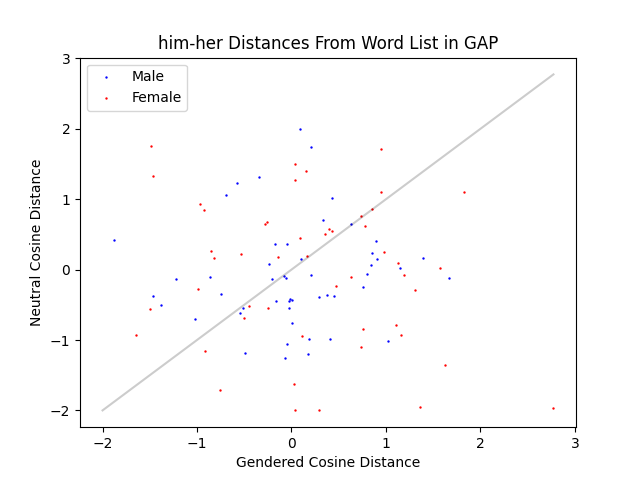 him-her Distances From Word List in GAP
Male
Female
3
2
1
0
−1
−2
Neutral Cosine Distance
−2 −1 0 1 2 3
Gendered Cosine Distance